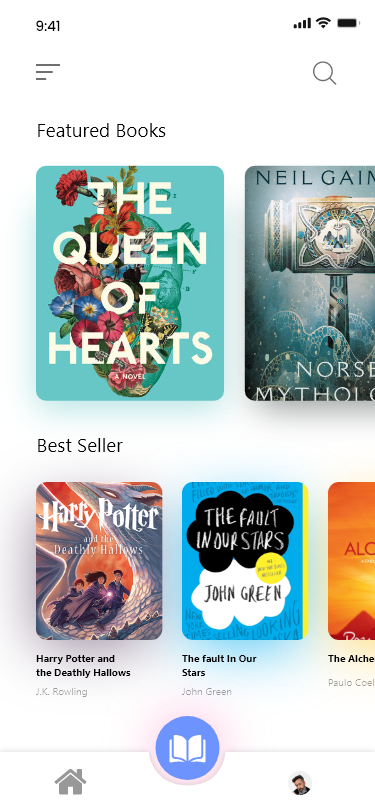 9:41
Featured Books
THE
QUEEN
OF
HEARTS
A NOVEL
NEIL GAIM
NORSE
MYTHOLO
Best Seller
Harry Potter
and the
Deathly Hallows
THE FAULT
IN OUR STARS
JOHN GREEN
ALC
Harry Potter and
the Deathly Hallows
J.K. Rowling
The fault In Our
Stars
John Green
The Alche
Paulo Coel